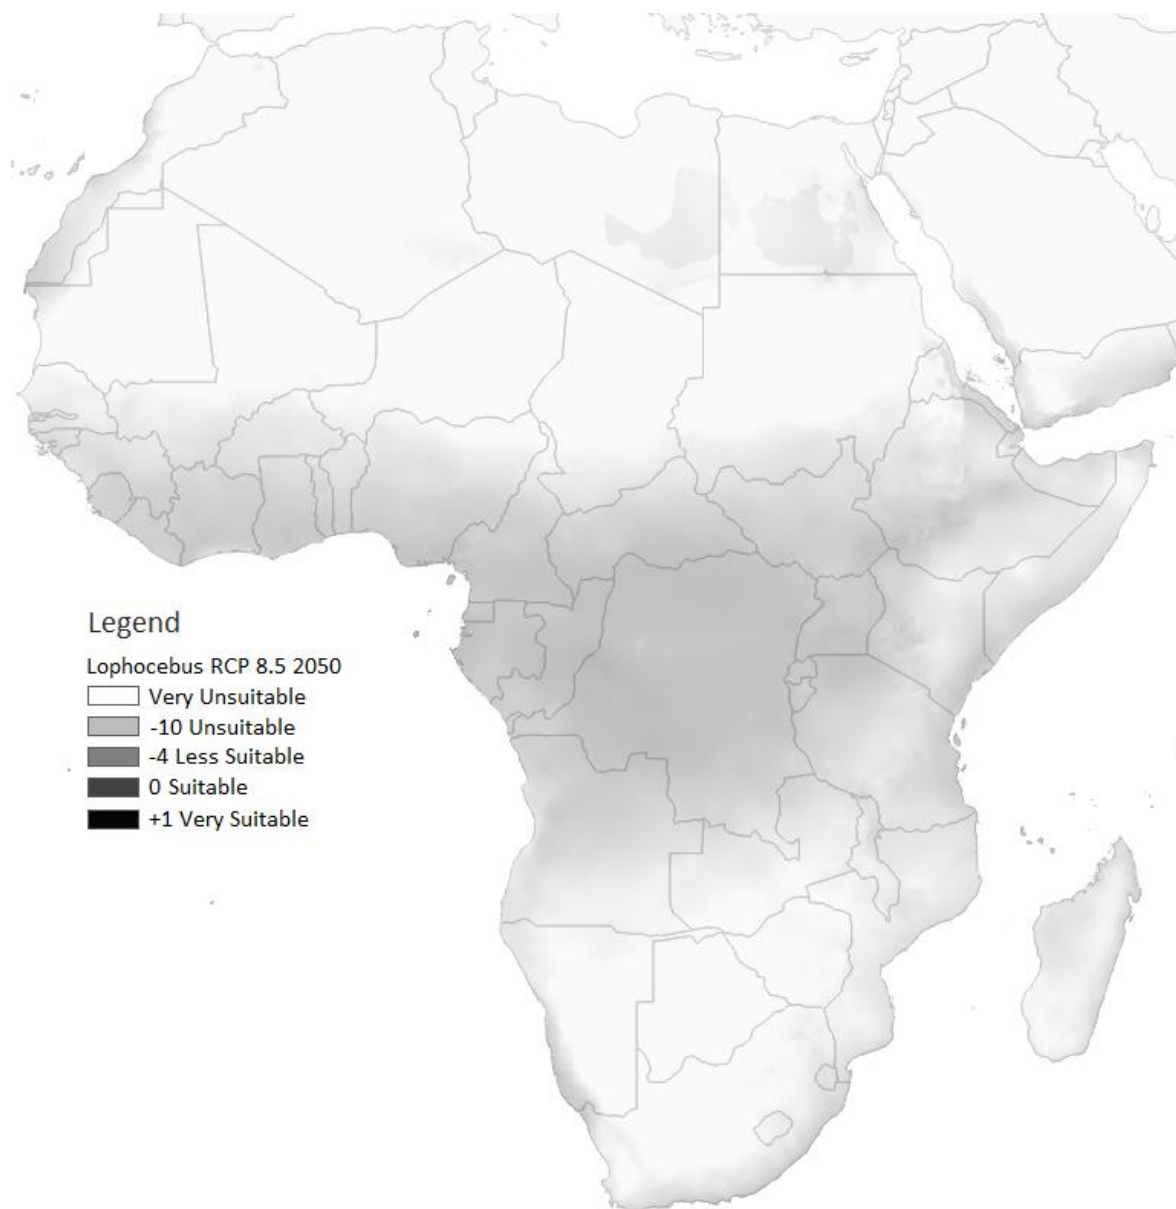 Legend
Lophocebus RCP 8.5 2050
Very Unsuitable
-10 Unsuitable
-4 Less Suitable
0 Suitable
+1 Very Suitable